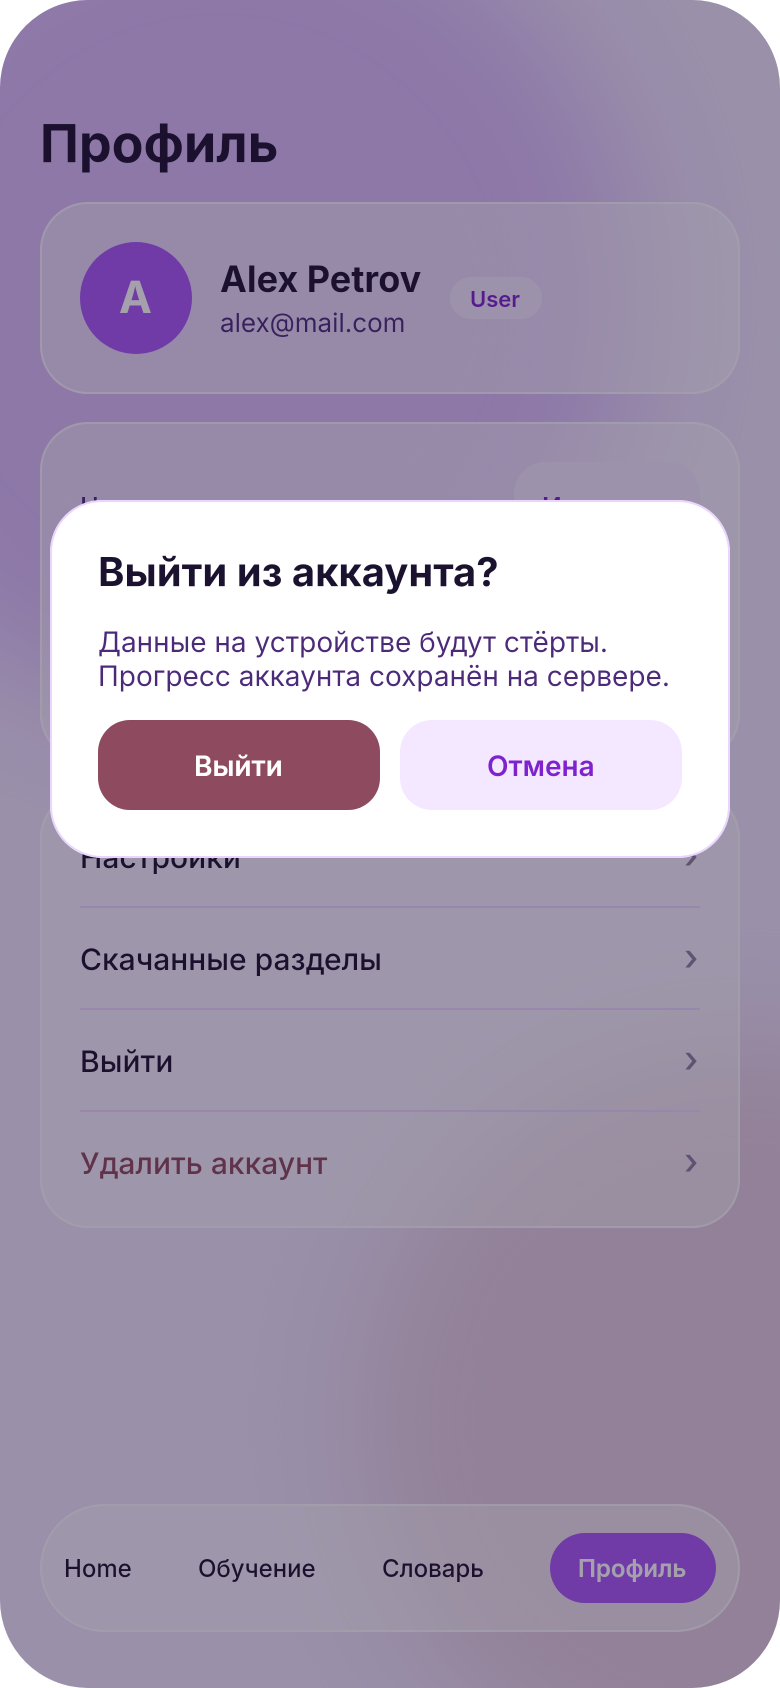 Профиль
A
Alex Petrov
alex@mail.com
User
Выйти из аккаунта?
Данные на устройстве будут стёрты.
Прогресс аккаунта сохранён на сервере.
Выйти
Отмена
Настройки
Скачанные разделы
Выйти
Удалить аккаунт
Home
Обучение
Словарь
Профиль